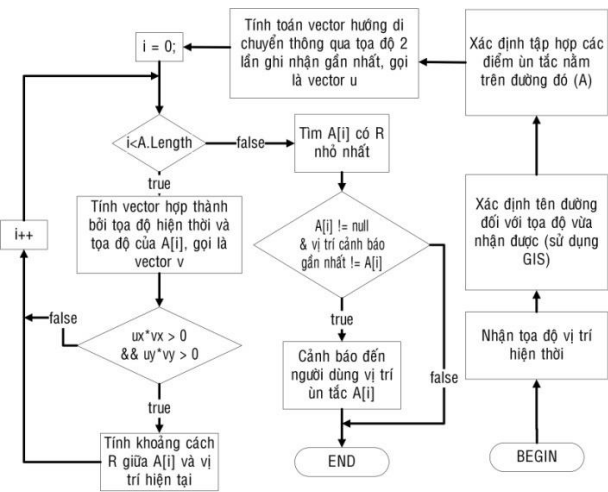 BEGIN
Nhận tọa độ vị trí
hiện thời
Xác định tên đường
đối với tọa độ vừa
nhận được (sử dụng
GIS)
Xác định tập hợp các
điểm ùn tắc nằm
trên đường đó (A)
Tính toán vector hướng di
chuyển thông qua tọa độ 2
lần ghi nhận gần nhất, gọi
là vector u
i = 0;
i<A.Length
false
true
Tính vector hợp thành
bởi tọa độ hiện thời và
tọa độ của A[i], gọi là
vector v
ux*vx > 0
&& uy*vy > 0
false
true
Tính khoảng cách
R giữa A[i] và vị
trí hiện tại
i++
Tìm A[i] có R
nhỏ nhất
A[i] != null
& vị trí cảnh báo
gần nhất != A[i]
true
false
Cảnh báo đến
người dùng vị trí
ùn tắc A[i]
END